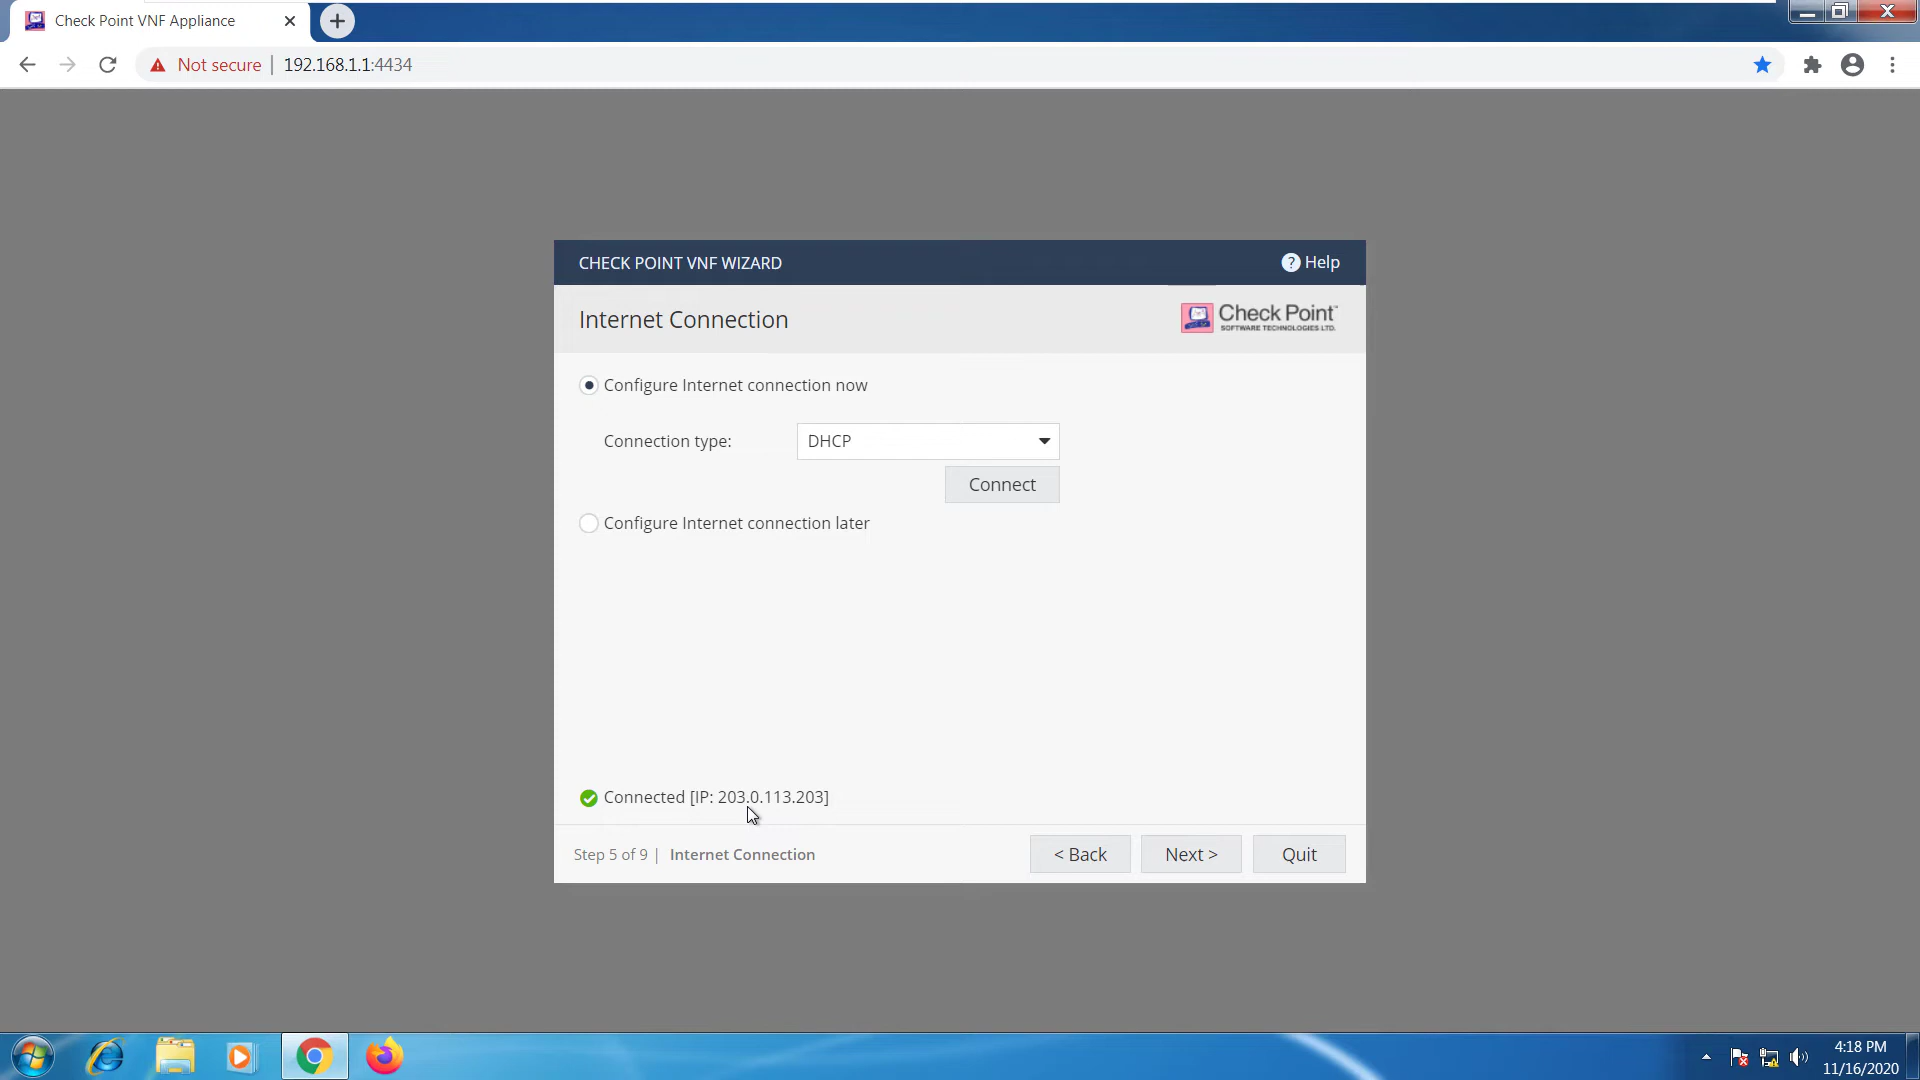 Check Point VNF Appliance
Not secure
192.168.1.1:4434
CHECK POINT VNF WIZARD
? Help
Internet Connection
Check Point™
SOFTWARE TECHNOLOGIES LTD.
Configure Internet connection now
Connection type:
DHCP
Connect
Configure Internet connection later
Connected [IP: 203.0.113.203]
Step 5 of 9 | Internet Connection
< Back
Next >
Quit
4:18 PM
11/16/2020